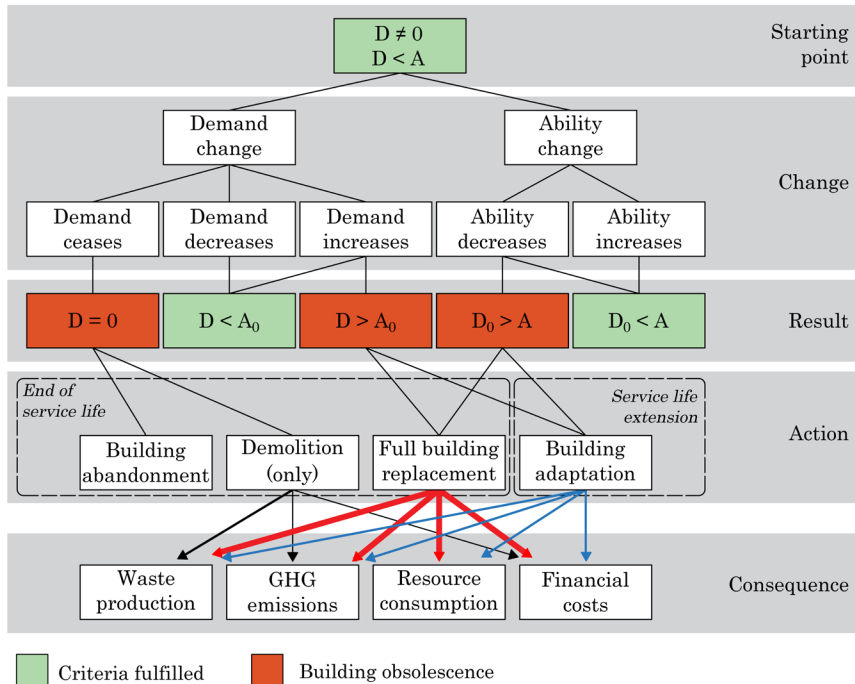 D ≠ 0
D < A
Starting
point
Demand
change
Ability
change
Change
Demand
ceases
Demand
decreases
Demand
increases
Ability
decreases
Ability
increases
D = 0
D < A₀
D > A₀
D₀ > A
D₀ < A
Result
End of
service life
Service life
extension
Building
abandonment
Demolition
(only)
Full building
replacement
Building
adaptation
Action
Waste
production
GHG
emissions
Resource
consumption
Financial
costs
Consequence
Criteria fulfilled
Building obsolescence